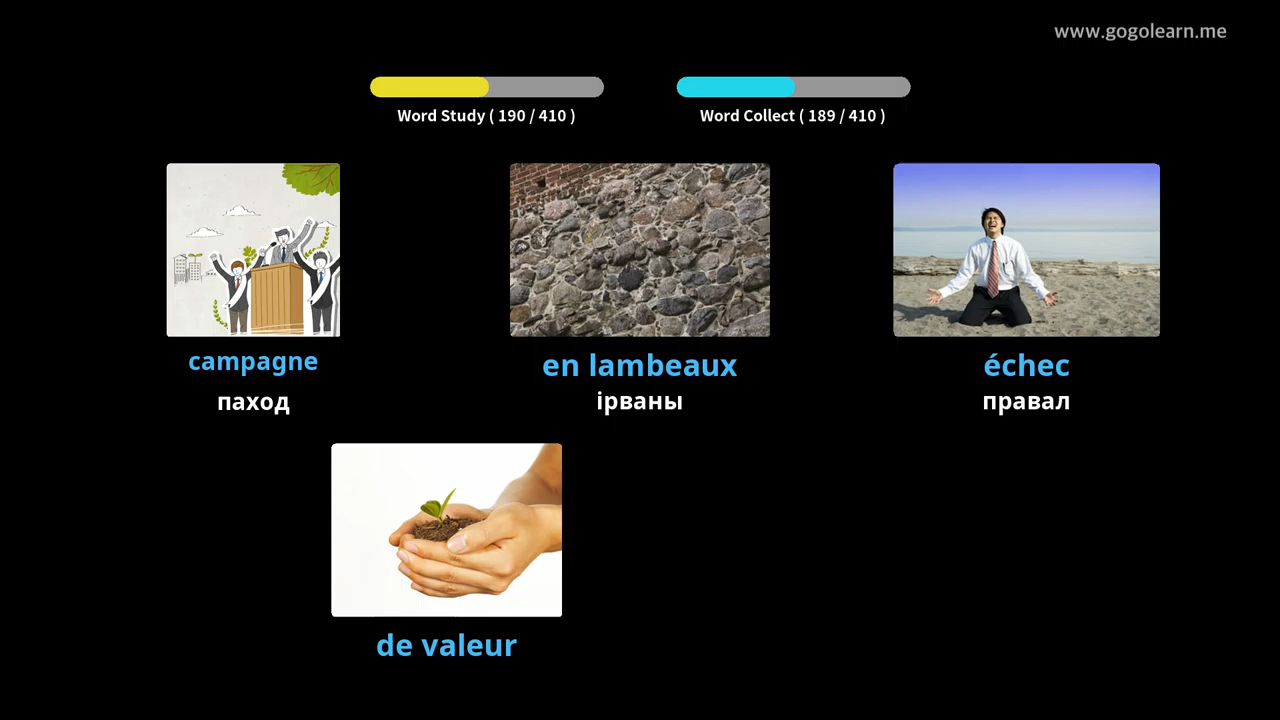 www.gogolearn.me
Word Study ( 190 / 410 )
Word Collect ( 189 / 410 )
campagne
паход
en lambeaux
ірваны
échec
правал
de valeur